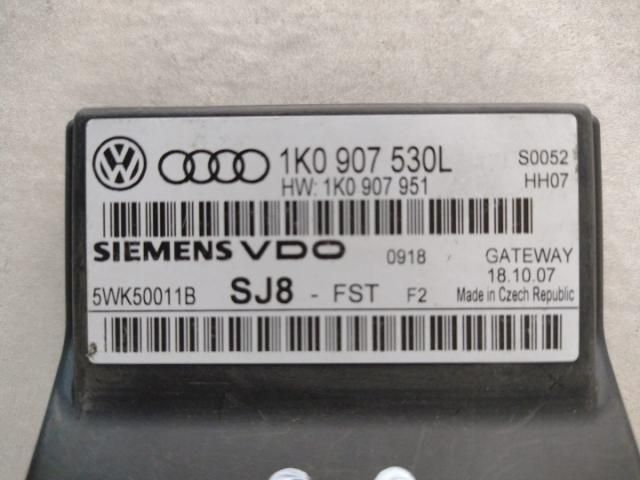 1K0 907 530L S0052
HW: 1K0 907 951 HH07
SIEMENS VDO 0918 GATEWAY
18.10.07
5WK50011B SJ8 - FST F2 Made in Czech Republic